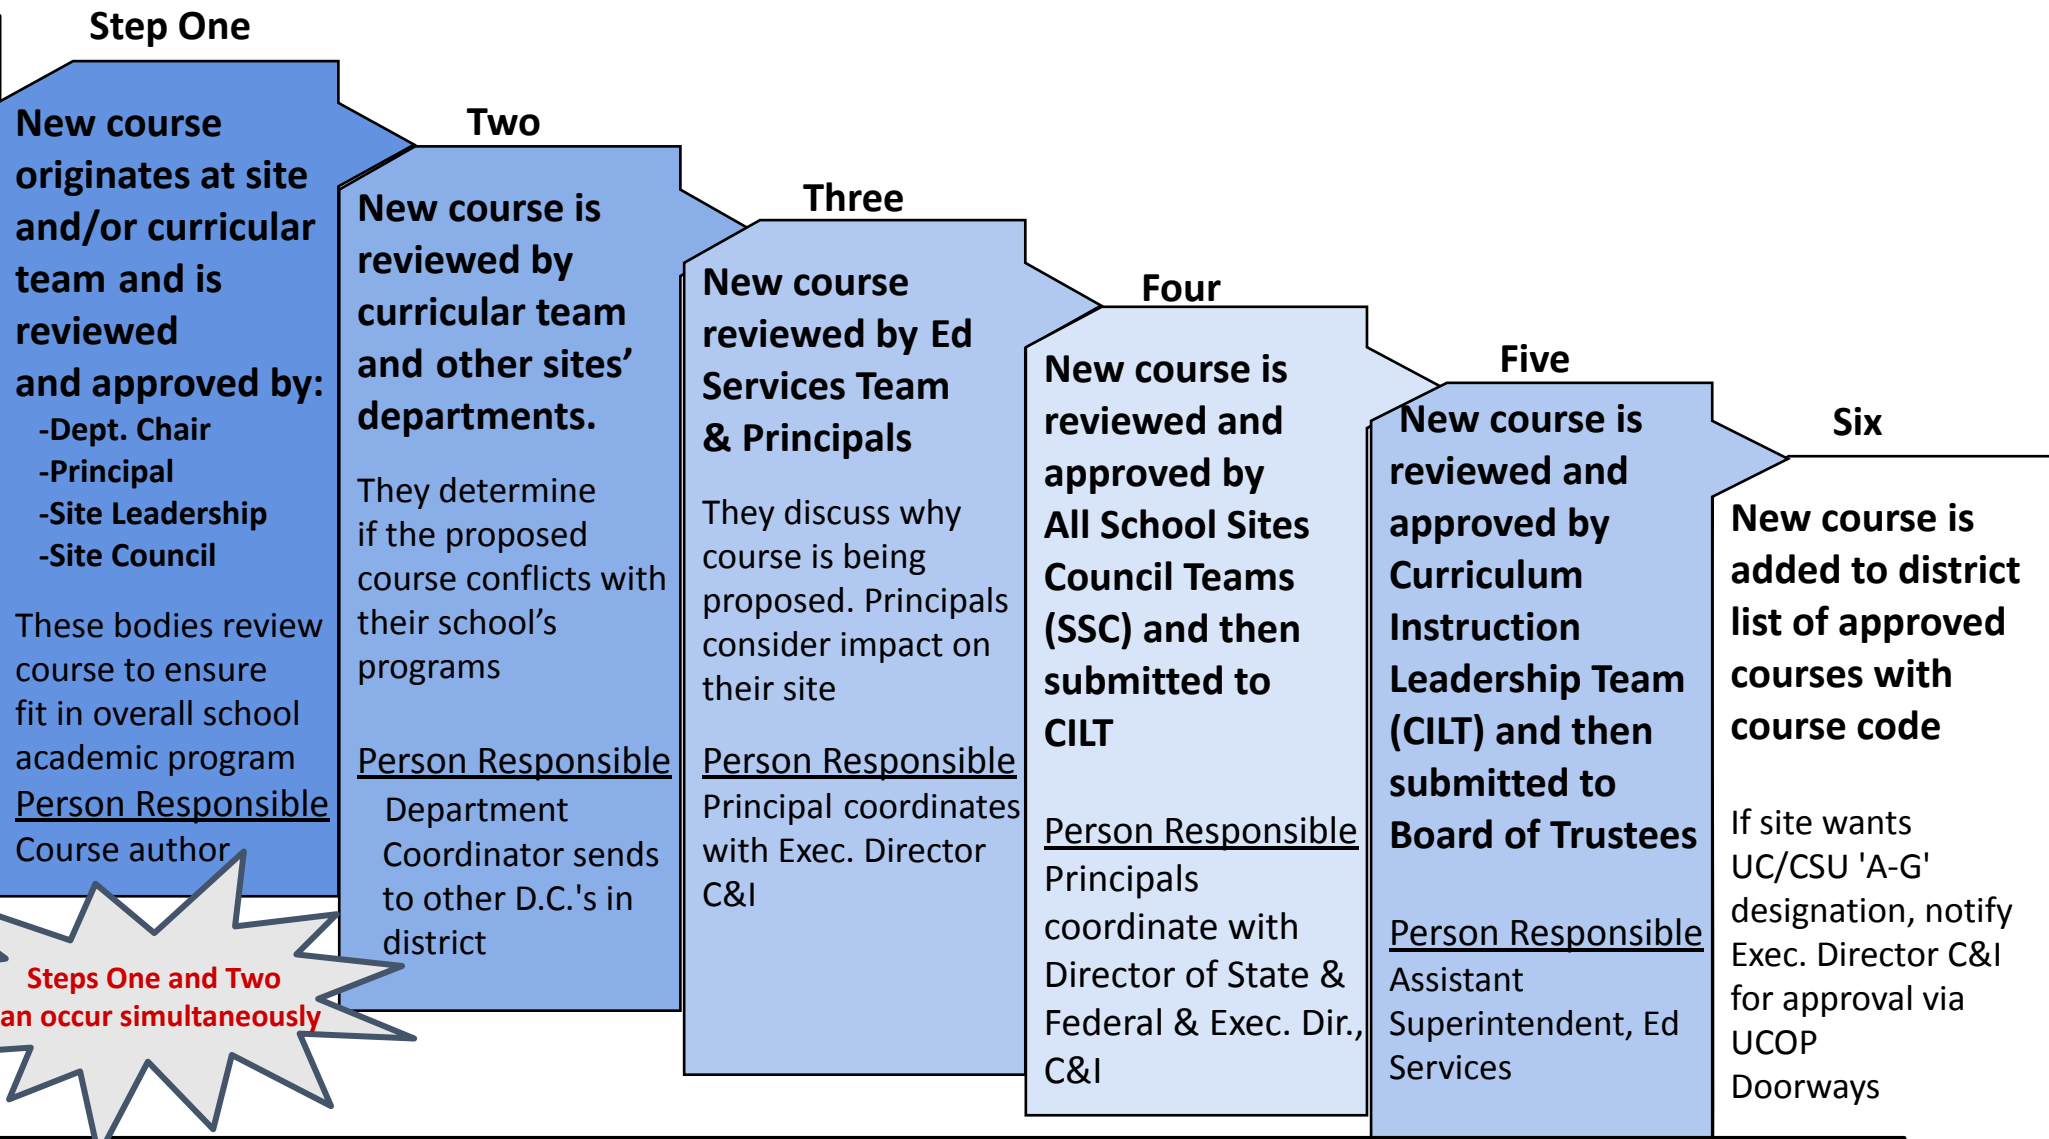 Step One
New course
originates at site
and/or curricular
team and is
reviewed
and approved by:
-Dept. Chair
-Principal
-Site Leadership
-Site Council
These bodies review
course to ensure
fit in overall school
academic program
Person Responsible
Course author
Steps One and Two
an occur simultaneously
Two
New course is
reviewed by
curricular team
and other sites’
departments.
They determine
if the proposed
course conflicts with
their school’s
programs
Person Responsible
Department
Coordinator sends
to other D.C.'s in
district
Three
New course
reviewed by Ed
Services Team
& Principals
They discuss why
course is being
proposed. Principals
consider impact on
their site
Person Responsible
Principal coordinates
with Exec. Director
C&I
Four
New course is
reviewed and
approved by
All School Sites
Council Teams
(SSC) and then
submitted to
CILT
Person Responsible
Principals
coordinate with
Director of State &
Federal & Exec. Dir.,
C&I
Five
New course is
reviewed and
approved by
Curriculum
Instruction
Leadership Team
(CILT) and then
submitted to
Board of Trustees
Person Responsible
Assistant
Superintendent, Ed
Services
Six
New course is
added to district
list of approved
courses with
course code
If site wants
UC/CSU 'A-G'
designation, notify
Exec. Director C&I
for approval via
UCOP
Doorways